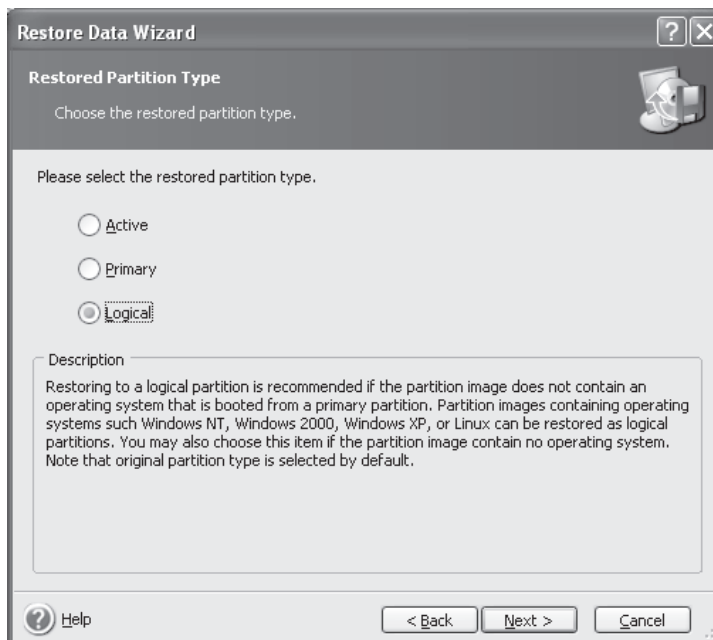 Restore Data Wizard
?
X
Restored Partition Type
Choose the restored partition type.
Please select the restored partition type.
Active
Primary
Logical
Description
Restoring to a logical partition is recommended if the partition image does not contain an
operating system that is booted from a primary partition. Partition images containing operating
systems such Windows NT, Windows 2000, Windows XP, or Linux can be restored as logical
partitions. You may also choose this item if the partition image contain no operating system.
Note that original partition type is selected by default.
? Help
< Back
Next >
Cancel